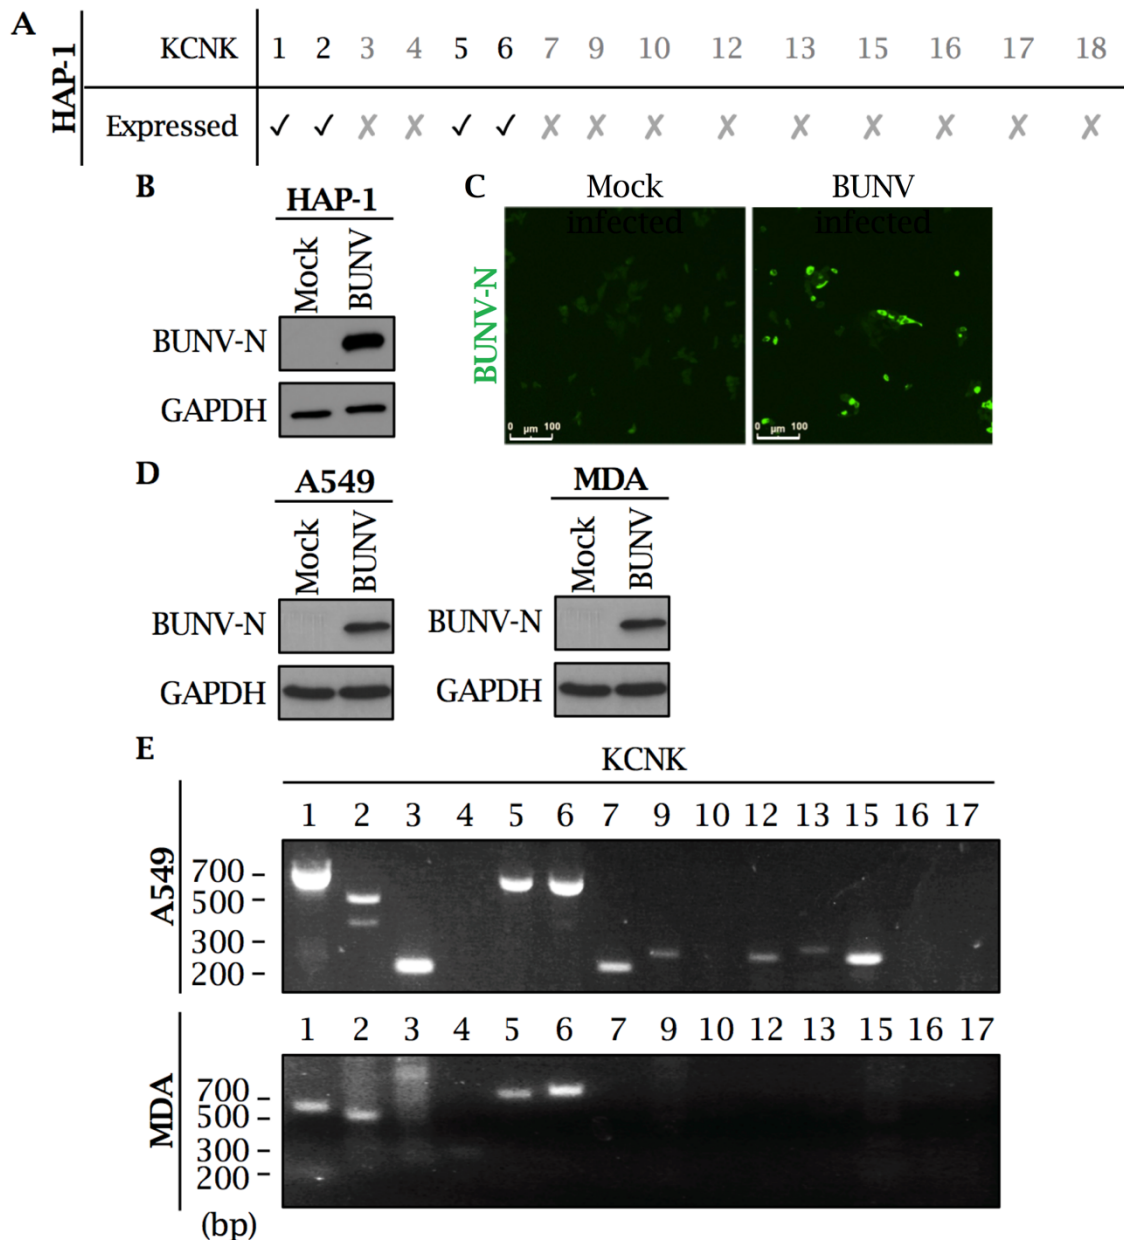 A
HAP-1
KCNK 1 2 3 4 5 6 7 9 10 12 13 15 16 17 18
Expressed ✓ ✓ ✗ ✗ ✓ ✓ ✗ ✗ ✗ ✗ ✗ ✗ ✗ ✗ ✗
B
HAP-1
Mock BUNV
BUNV-N
GAPDH
C
Mock infected
BUNV infected
BUNV-N
0 µm 100
0 µm 100
D
A549
Mock BUNV
BUNV-N
GAPDH
MDA
Mock BUNV
BUNV-N
GAPDH
E
KCNK
1 2 3 4 5 6 7 9 10 12 13 15 16 17
A549
700
500
300
200
1 2 3 4 5 6 7 9 10 12 13 15 16 17
MDA
700
500
300
200
(bp)